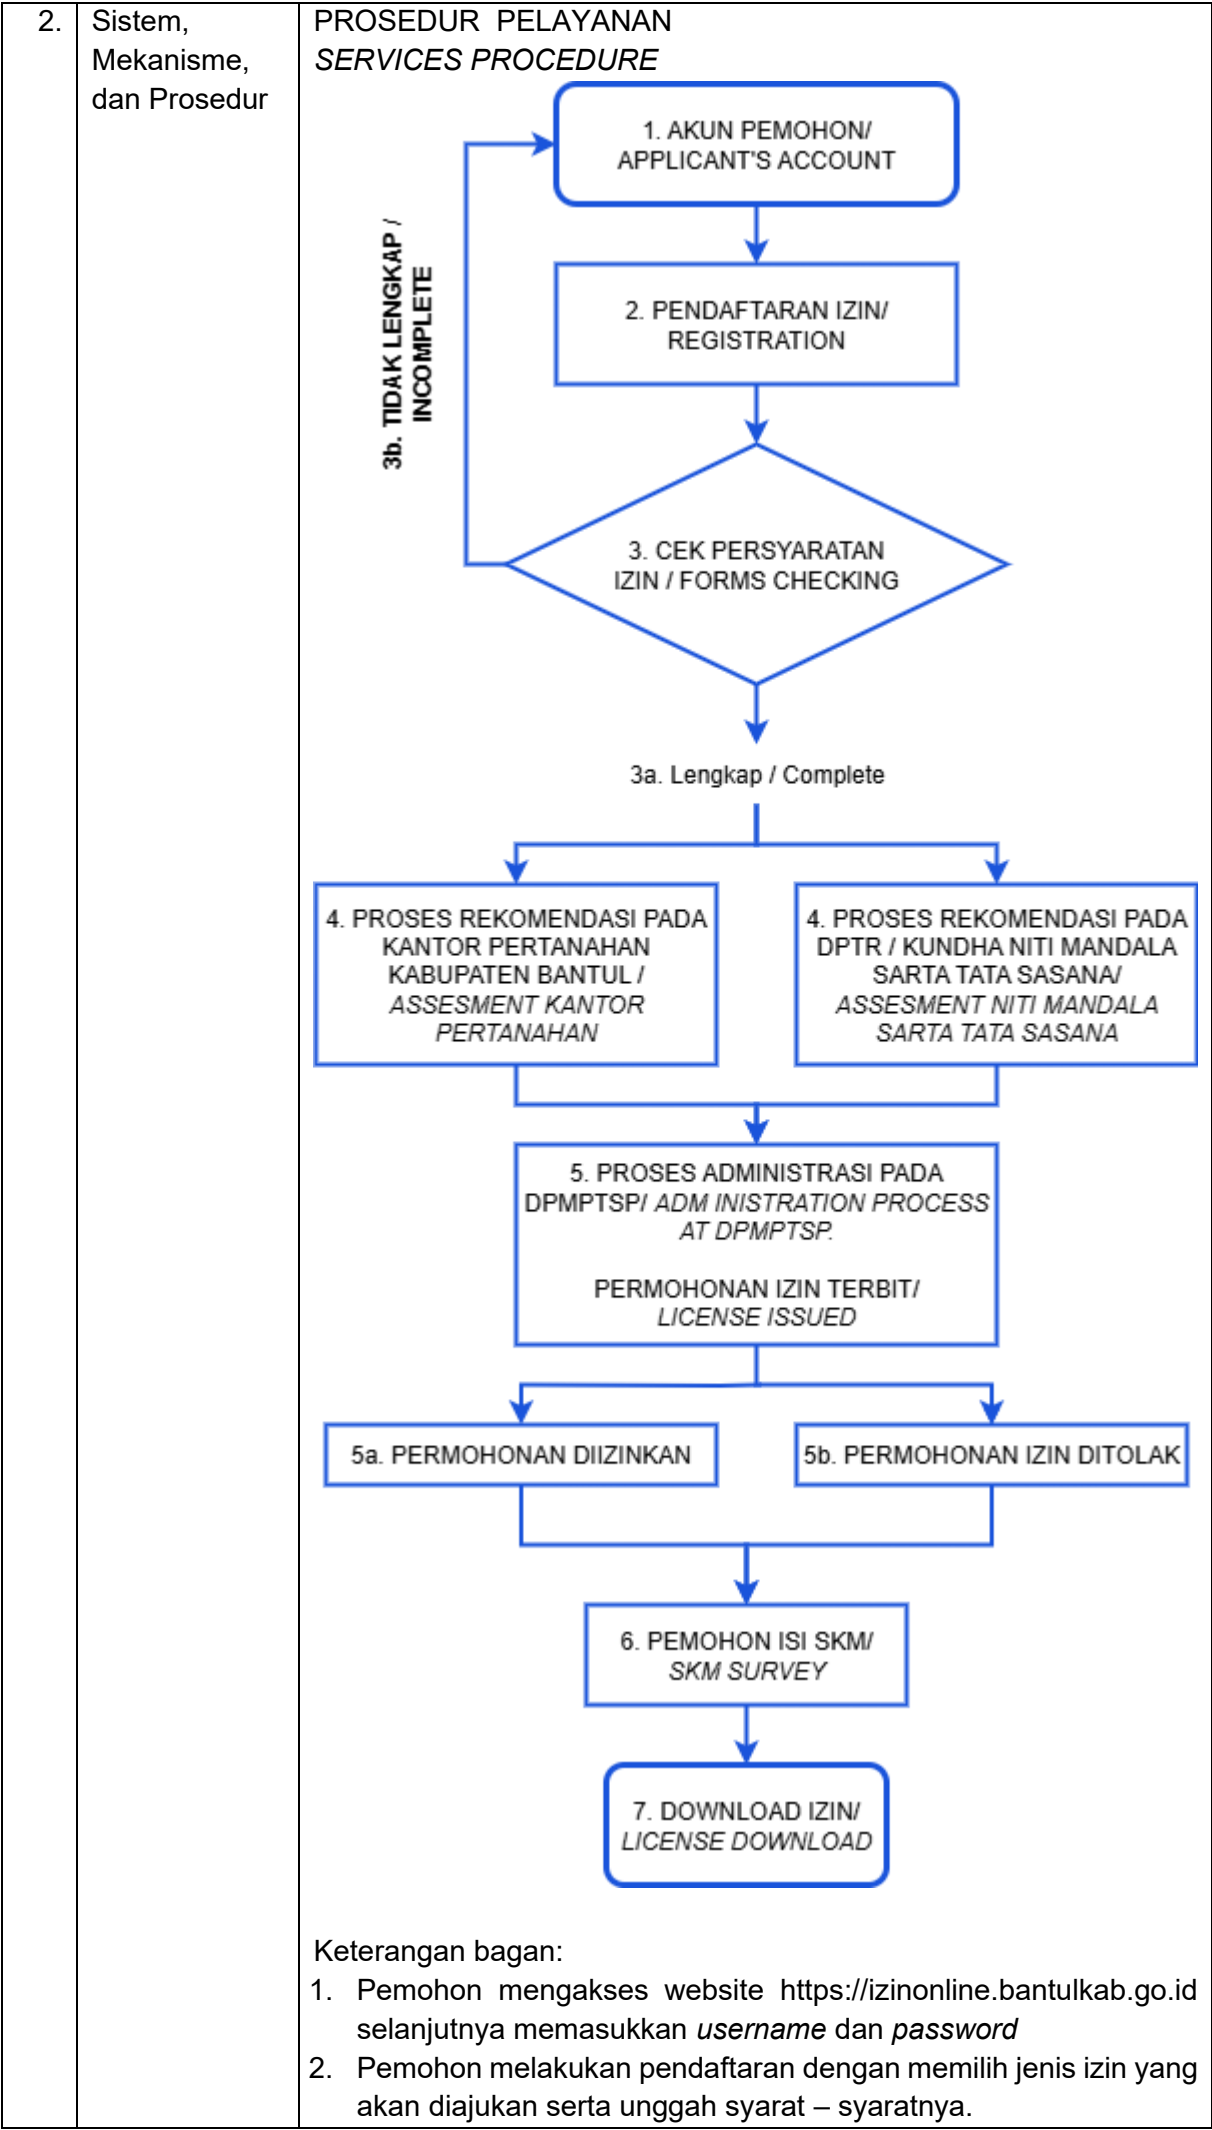 2.
Sistem,
Mekanisme,
dan Prosedur
PROSEDUR PELAYANAN
SERVICES PROCEDURE
1. AKUN PEMOHON/
APPLICANT'S ACCOUNT
3b. TIDAK LENGKAP /
INCOMPLETE
2. PENDAFTARAN IZIN/
REGISTRATION
3. CEK PERSYARATAN
IZIN / FORMS CHECKING
3a. Lengkap / Complete
4. PROSES REKOMENDASI PADA
KANTOR PERTANAHAN
KABUPATEN BANTUL /
ASSESMENT KANTOR
PERTANAHAN
4. PROSES REKOMENDASI PADA
DPTR / KUNDHA NITI MANDALA
SARTA TATA SASANA/
ASSESMENT NITI MANDALA
SARTA TATA SASANA
5. PROSES ADMINISTRASI PADA
DPMPTSP/ ADM INISTRATION PROCESS
AT DPMPTSP.
PERMOHONAN IZIN TERBIT/
LICENSE ISSUED
5a. PERMOHONAN DIIZINKAN
5b. PERMOHONAN IZIN DITOLAK
6. PEMOHON ISI SKM/
SKM SURVEY
7. DOWNLOAD IZIN/
LICENSE DOWNLOAD
Keterangan bagan:
1. Pemohon mengakses website https://izinonline.bantulkab.go.id
selanjutnya memasukkan username dan password
2. Pemohon melakukan pendaftaran dengan memilih jenis izin yang
akan diajukan serta unggah syarat – syaratnya.